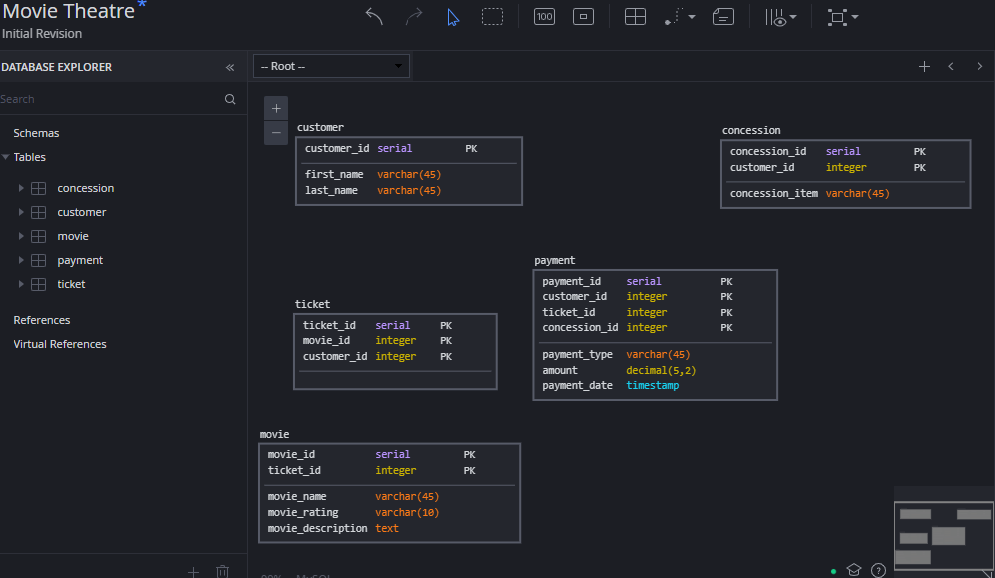 Movie Theatre*
Initial Revision
100
DATABASE EXPLORER
-- Root --
Search
Schemas
Tables
concession
customer
movie
payment
ticket
References
Virtual References
customer
customer_id serial PK
first_name varchar(45)
last_name varchar(45)
concession
concession_id serial PK
customer_id integer PK
concession_item varchar(45)
payment
payment_id serial PK
customer_id integer PK
ticket_id integer PK
concession_id integer PK
payment_type varchar(45)
amount decimal(5,2)
payment_date timestamp
ticket
ticket_id serial PK
movie_id integer PK
customer_id integer PK
movie
movie_id serial PK
ticket_id integer PK
movie_name varchar(45)
movie_rating varchar(10)
movie_description text